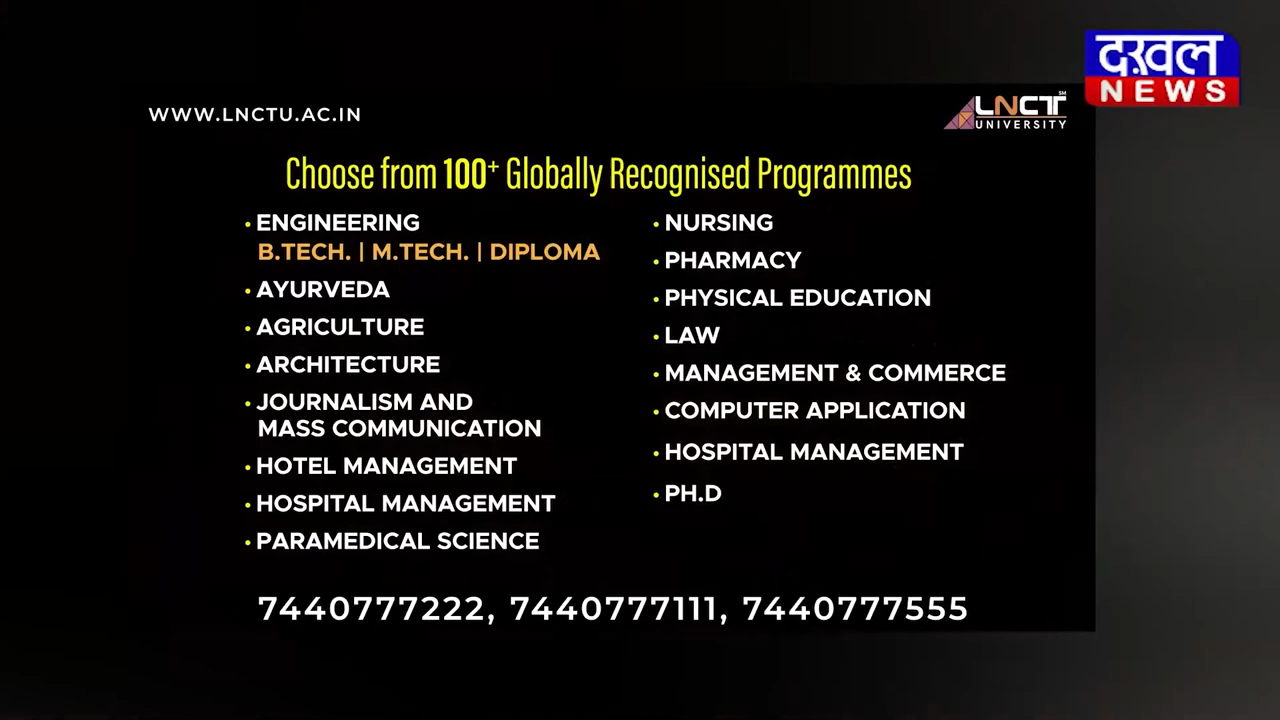 दख़ल
NEWS
WWW.LNCTU.AC.IN
LNCT SM
UNIVERSITY
Choose from 100+ Globally Recognised Programmes
• ENGINEERING
B.TECH. | M.TECH. | DIPLOMA
• AYURVEDA
• AGRICULTURE
• ARCHITECTURE
• JOURNALISM AND
MASS COMMUNICATION
• HOTEL MANAGEMENT
• HOSPITAL MANAGEMENT
• PARAMEDICAL SCIENCE
• NURSING
• PHARMACY
• PHYSICAL EDUCATION
• LAW
• MANAGEMENT & COMMERCE
• COMPUTER APPLICATION
• HOSPITAL MANAGEMENT
• PH.D
7440777222, 7440777111, 7440777555